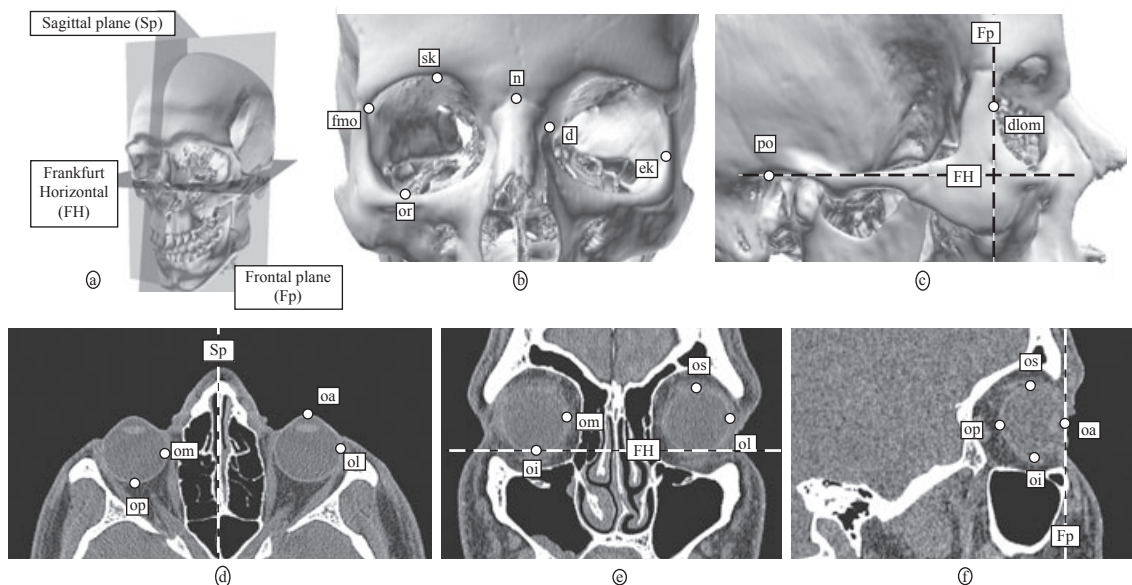 Sagittal plane (Sp)
Frankfurt
Horizontal
(FH)
Frontal plane
(Fp)
a
sk
n
fmo
d
ek
or
b
Fp
dlom
po
FH
c
Sp
oa
om
ol
op
d
os
om
ol
FH
oi
e
os
op
oa
oi
Fp
f